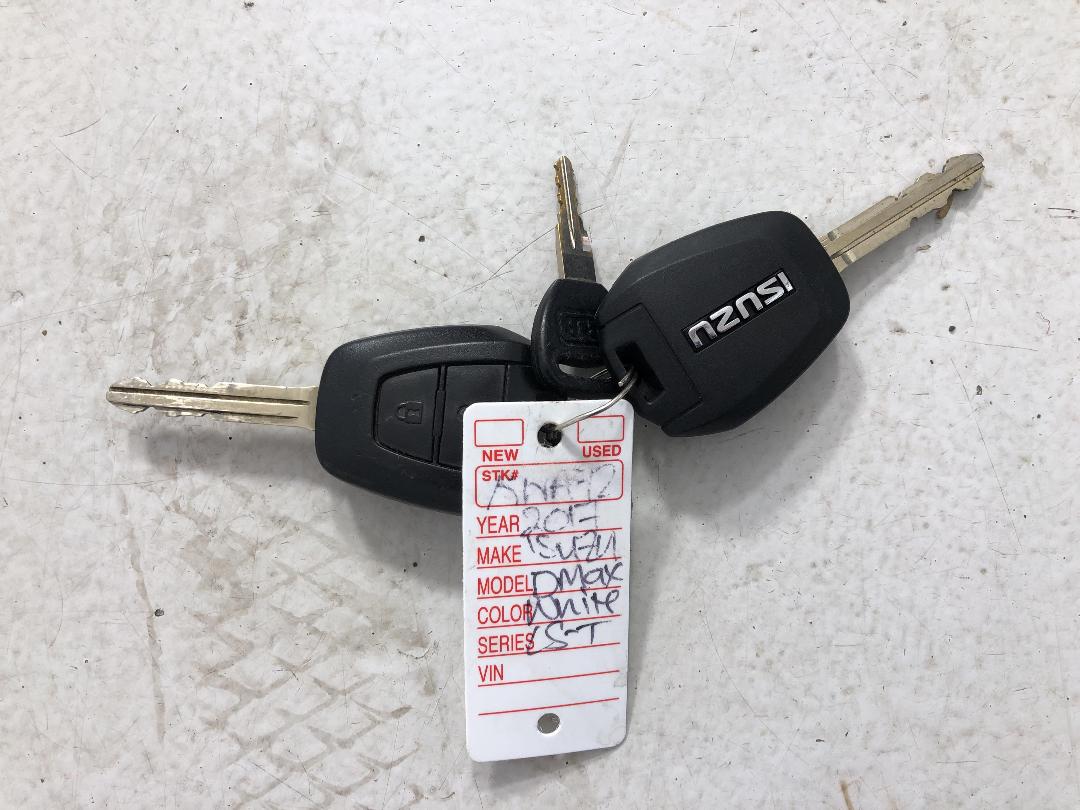 ISUZU
NEW USED
STK#
YEAR 2017
MAKE ISUZU
MODEL DMax
COLOR White
SERIES LS-T
VIN